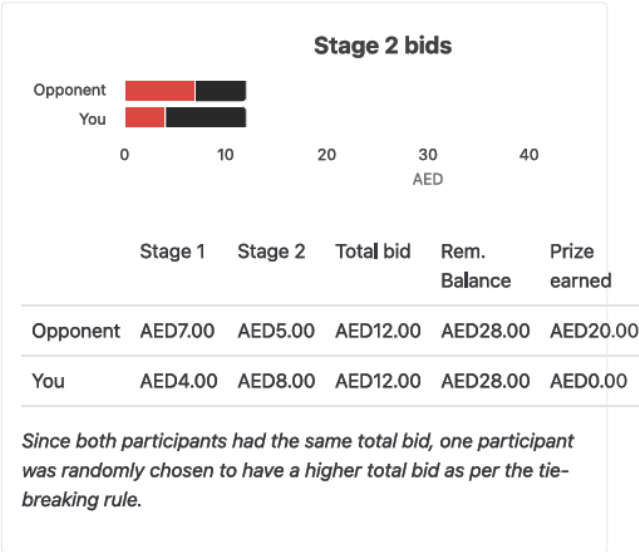 Stage 2 bids
Opponent
You
0 10 20 30 40
AED
Stage 1 Stage 2 Total bid Rem. Balance Prize earned
Opponent AED7.00 AED5.00 AED12.00 AED28.00 AED20.00
You AED4.00 AED8.00 AED12.00 AED28.00 AED0.00
Since both participants had the same total bid, one participant
was randomly chosen to have a higher total bid as per the tie-
breaking rule.